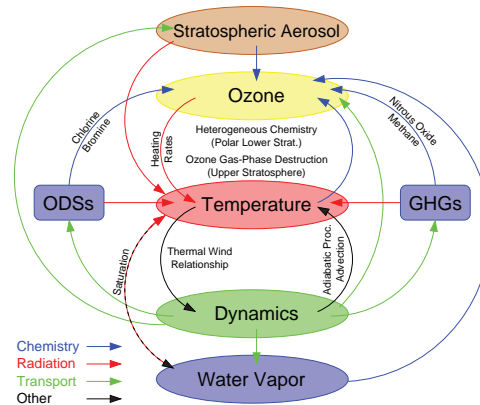 Stratospheric Aerosol
Ozone
Chlorine
Bromine
Nitrous Oxide
Methane
Heating
Rates
Heterogeneous Chemistry
(Polar Lower Strat.)
Ozone Gas-Phase Destruction
(Upper Stratosphere)
ODSs
Temperature
GHGs
Saturation
Thermal Wind
Relationship
Adiabatic Proc.
Advection
Dynamics
Chemistry
Radiation
Transport
Other
Water Vapor